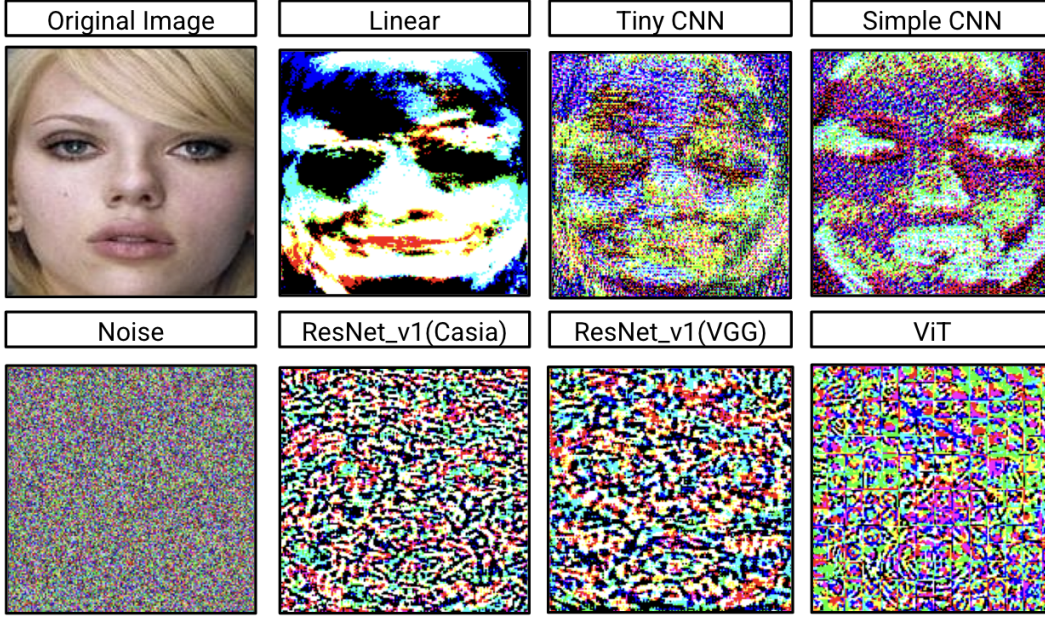 Original Image
Linear
Tiny CNN
Simple CNN
Noise
ResNet_v1(Casia)
ResNet_v1(VGG)
ViT